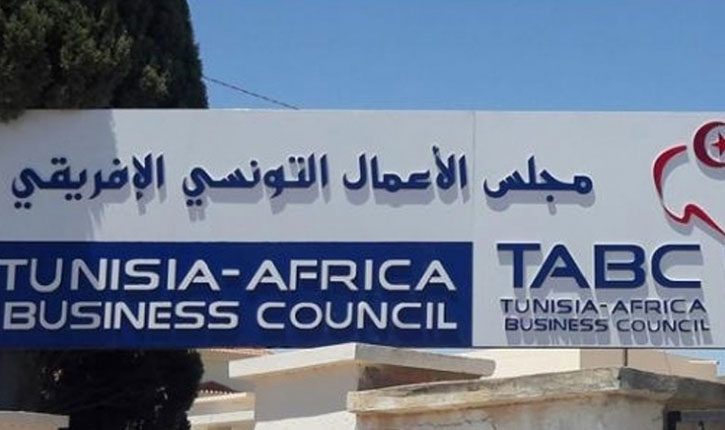 مجلس الأعمال التونسي الإفريقي
TUNISIA-AFRICA
BUSINESS COUNCIL
TABC
TUNISIA-AFRICA
BUSINESS COUNCIL